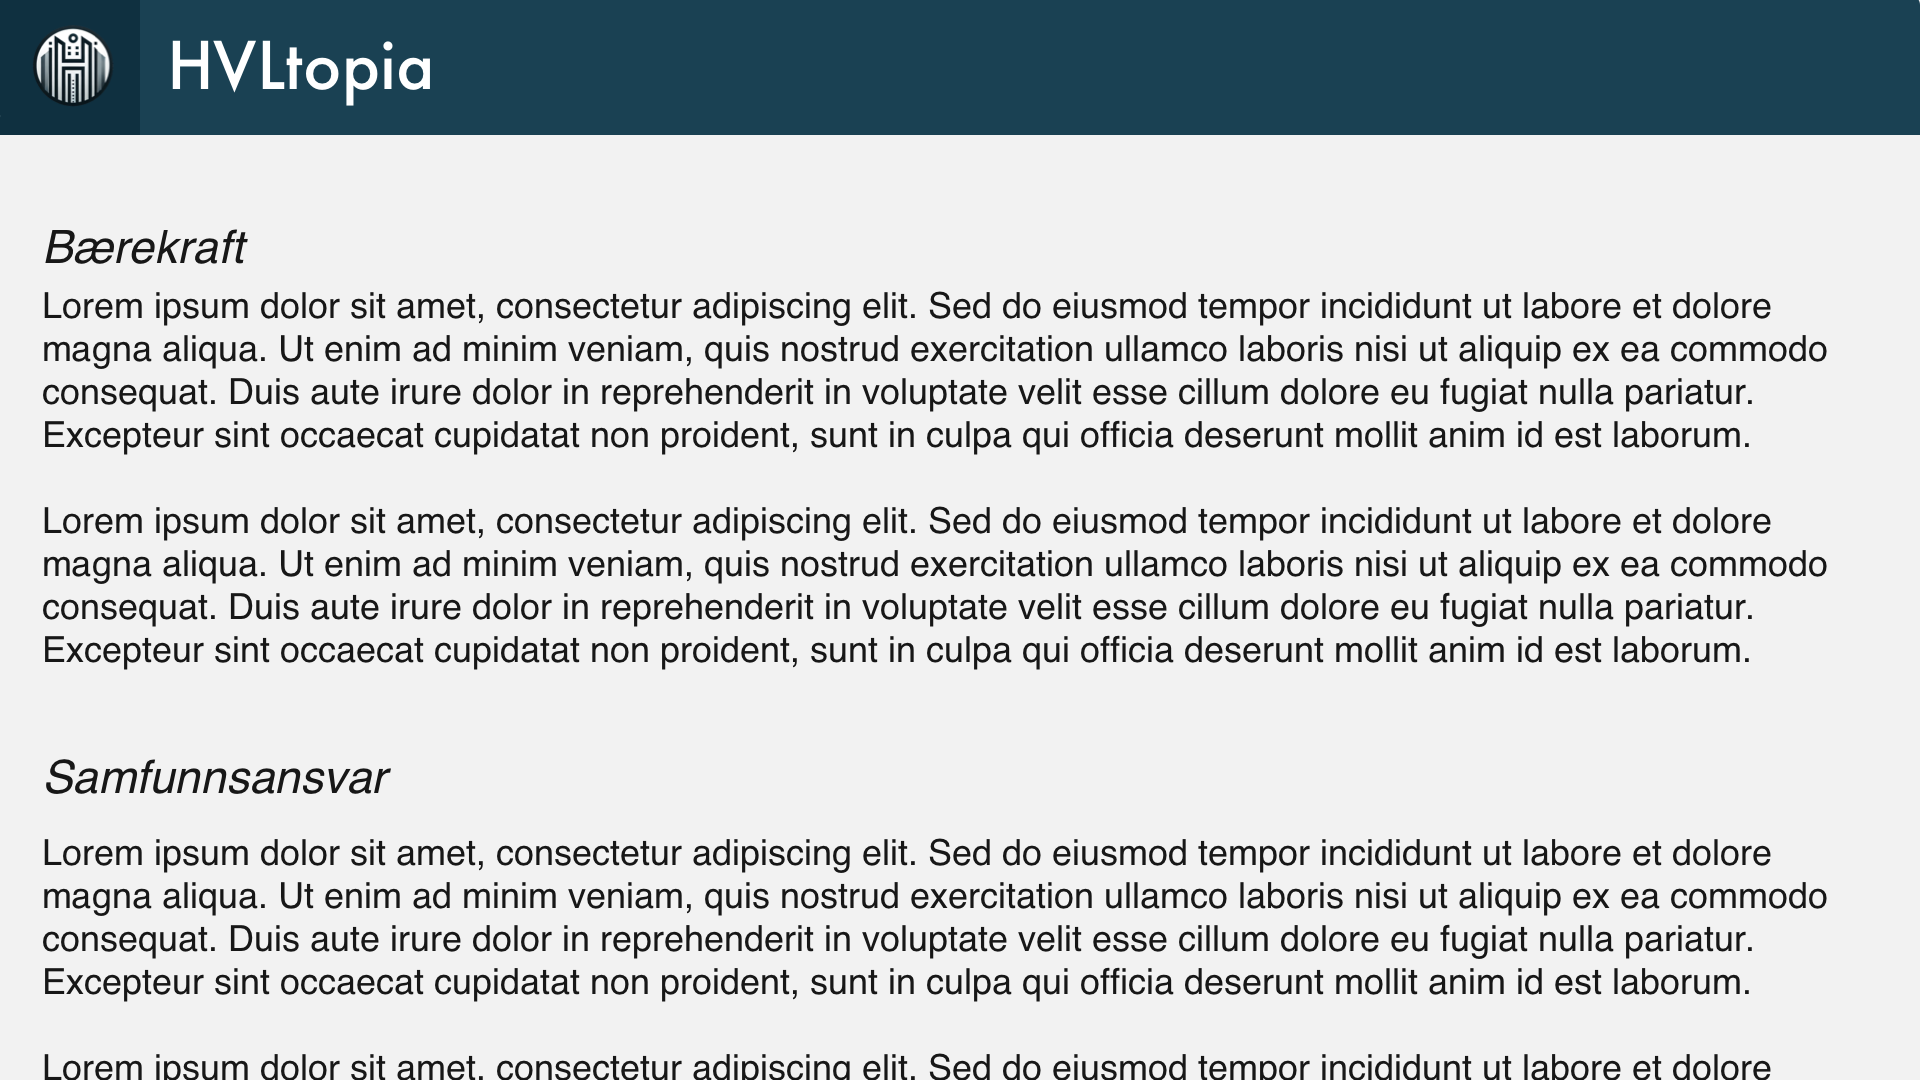 HVLtopia
Bærekraft
Lorem ipsum dolor sit amet, consectetur adipiscing elit. Sed do eiusmod tempor incididunt ut labore et dolore
magna aliqua. Ut enim ad minim veniam, quis nostrud exercitation ullamco laboris nisi ut aliquip ex ea commodo
consequat. Duis aute irure dolor in reprehenderit in voluptate velit esse cillum dolore eu fugiat nulla pariatur.
Excepteur sint occaecat cupidatat non proident, sunt in culpa qui officia deserunt mollit anim id est laborum.
Lorem ipsum dolor sit amet, consectetur adipiscing elit. Sed do eiusmod tempor incididunt ut labore et dolore
magna aliqua. Ut enim ad minim veniam, quis nostrud exercitation ullamco laboris nisi ut aliquip ex ea commodo
consequat. Duis aute irure dolor in reprehenderit in voluptate velit esse cillum dolore eu fugiat nulla pariatur.
Excepteur sint occaecat cupidatat non proident, sunt in culpa qui officia deserunt mollit anim id est laborum.
Samfunnsansvar
Lorem ipsum dolor sit amet, consectetur adipiscing elit. Sed do eiusmod tempor incididunt ut labore et dolore
magna aliqua. Ut enim ad minim veniam, quis nostrud exercitation ullamco laboris nisi ut aliquip ex ea commodo
consequat. Duis aute irure dolor in reprehenderit in voluptate velit esse cillum dolore eu fugiat nulla pariatur.
Excepteur sint occaecat cupidatat non proident, sunt in culpa qui officia deserunt mollit anim id est laborum.
Lorem ipsum dolor sit amet, consectetur adipiscing elit. Sed do eiusmod tempor incididunt ut labore et dolore